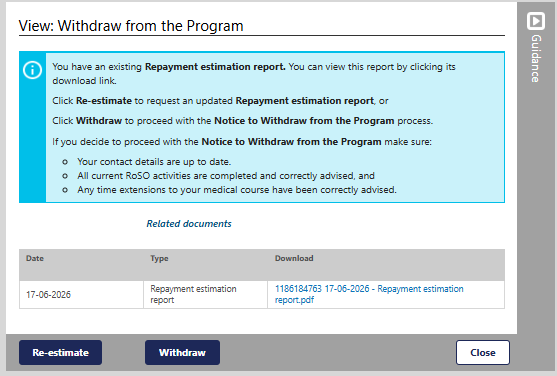 View: Withdraw from the Program
You have an existing Repayment estimation report. You can view this report by clicking its
download link.
Click Re-estimate to request an updated Repayment estimation report, or
Click Withdraw to proceed with the Notice to Withdraw from the Program process.
If you decide to proceed with the Notice to Withdraw from the Program make sure:
Your contact details are up to date.
All current RoSO activities are completed and correctly advised, and
Any time extensions to your medical course have been correctly advised.
Related documents
Date Type Download
17-06-2026 Repayment estimation 1186184763 17-06-2026 - Repayment estimation
report report.pdf
Re-estimate Withdraw Close
Guidance